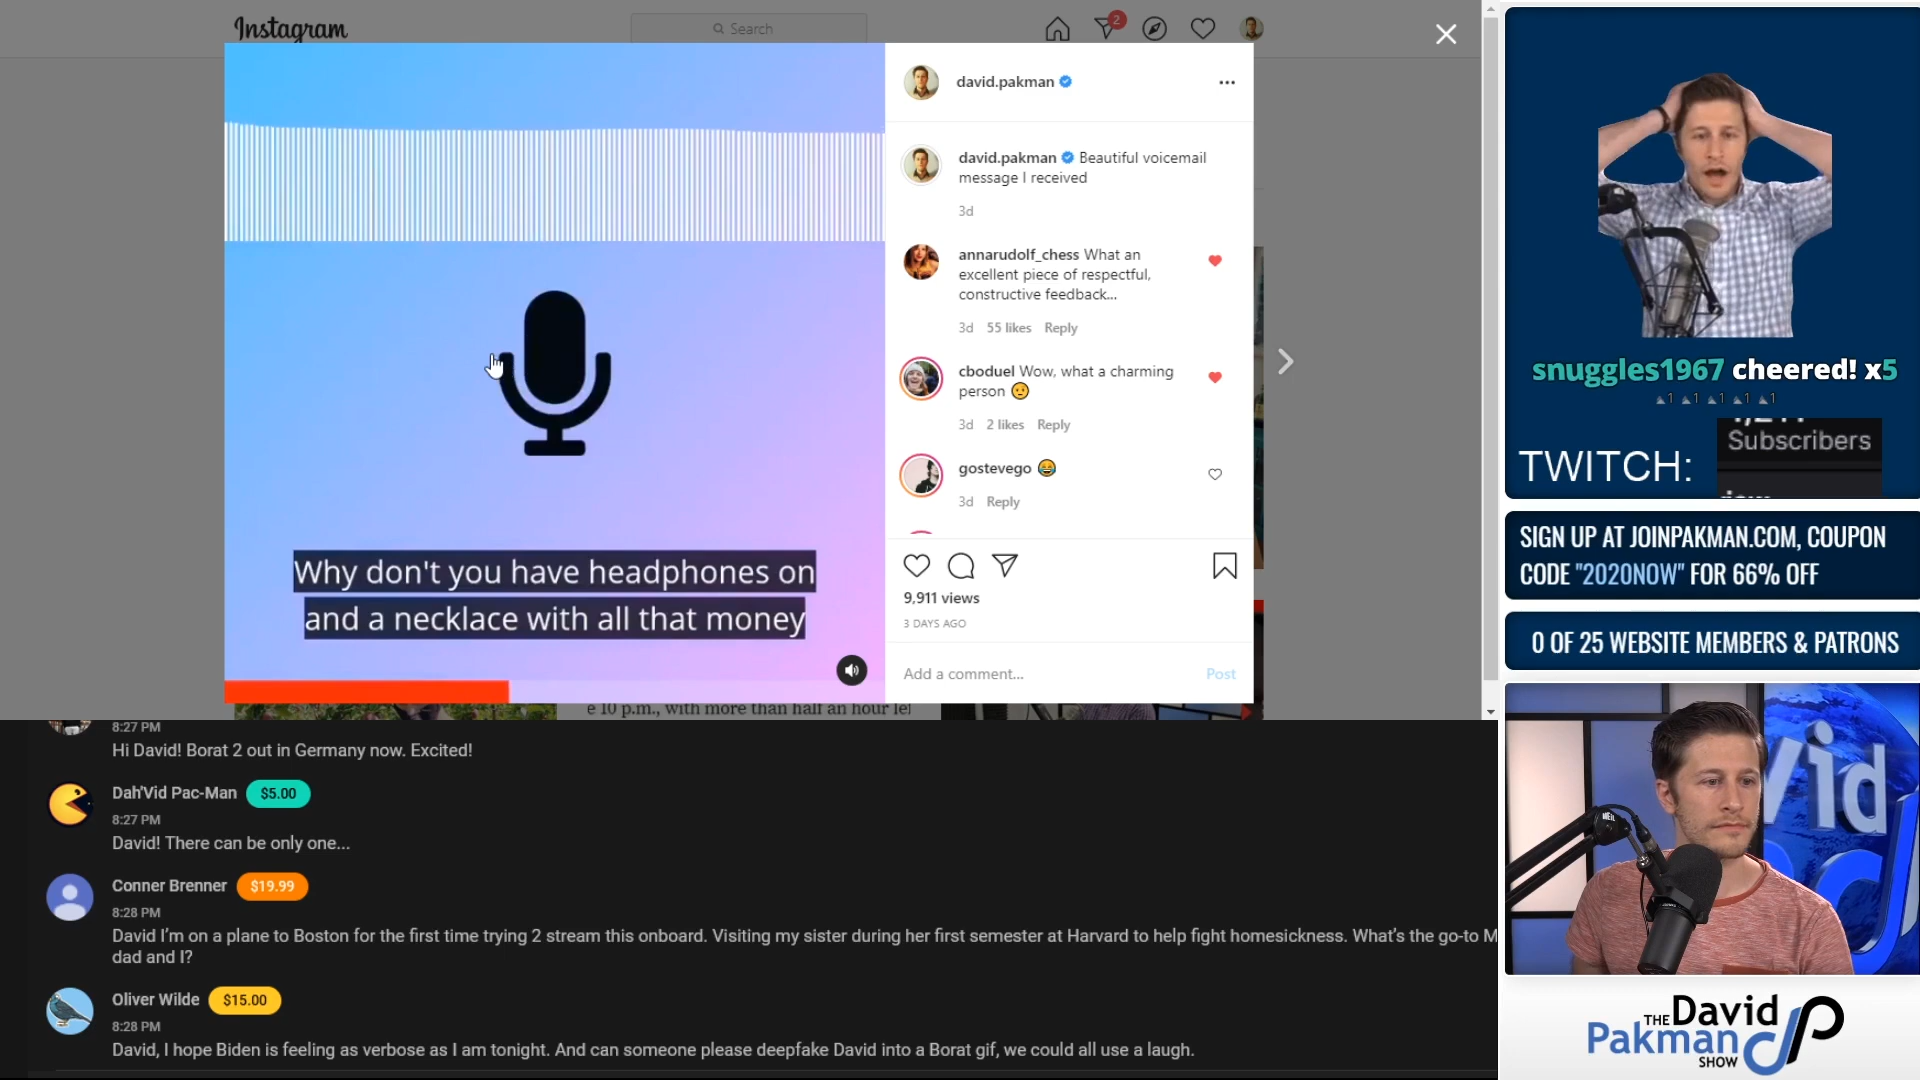 Instagram
Search
2
david.pakman
david.pakman Beautiful voicemail
message I received
3d
annarudolf_chess What an
excellent piece of respectful,
constructive feedback...
3d 55 likes Reply
cboduel Wow, what a charming
person
3d 2 likes Reply
gostevego
3d Reply
9,911 views
3 DAYS AGO
Add a comment... Post
Why don't you have headphones on
and a necklace with all that money
e 10 p.m., with more than half an hour le
8:27 PM
Hi David! Borat 2 out in Germany now. Excited!
Dah'Vid Pac-Man $5.00
8:27 PM
David! There can be only one...
Conner Brenner $19.99
8:28 PM
David I’m on a plane to Boston for the first time trying 2 stream this onboard. Visiting my sister during her first semester at Harvard to help fight homesickness. What’s the go-to M
dad and I?
Oliver Wilde $15.00
8:28 PM
David, I hope Biden is feeling as verbose as I am tonight. And can someone please deepfake David into a Borat gif, we could all use a laugh.
snuggles1967 cheered! x5
1 1 1 1 1
Subscribers
TWITCH:
SIGN UP AT JOINPAKMAN.COM, COUPON
CODE "2020NOW" FOR 66% OFF
0 OF 25 WEBSITE MEMBERS & PATRONS
Vid
THE David
Pakman
SHOW